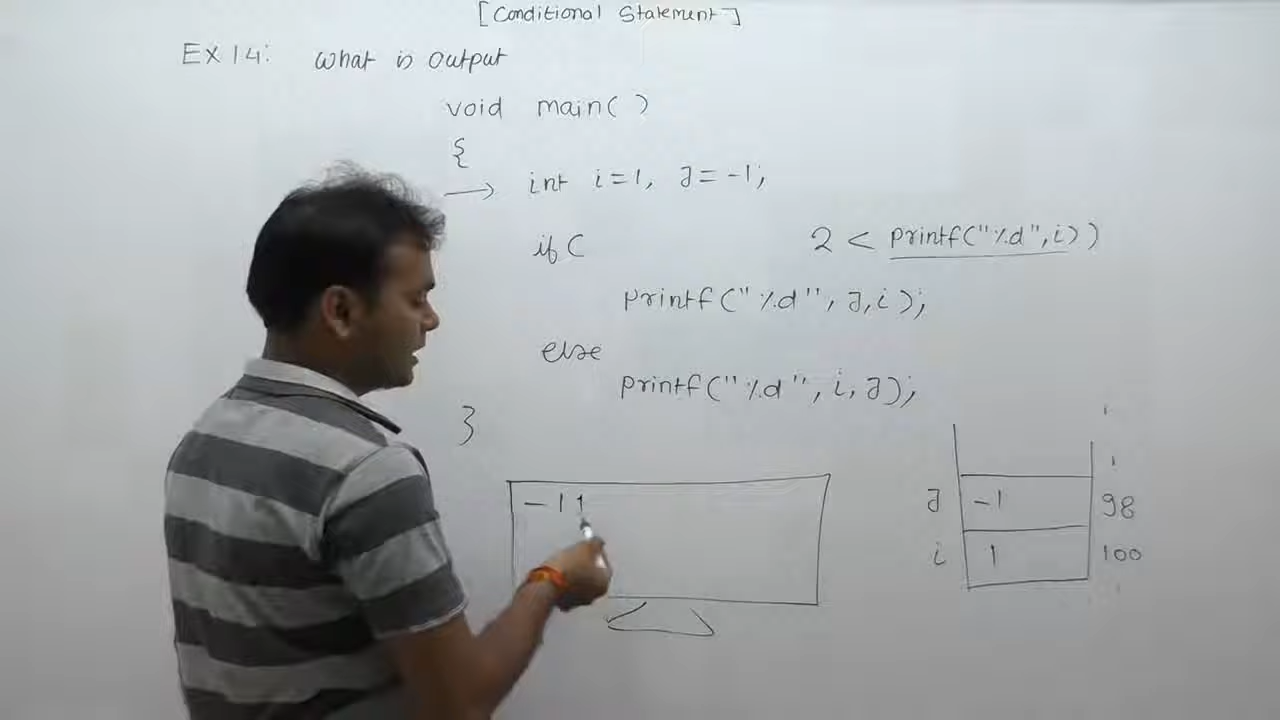 [Conditional Statement]
Ex 14: what is output
void main( )
{
int i=1, J= -1;
if ( 2 < printf("%d",i))
printf("%d", J,i);
else
printf("%d", i, J);
}
-11
J -1 98
i 1 100